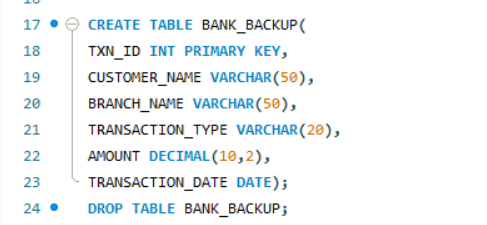 17 CREATE TABLE BANK_BACKUP(
18 TXN_ID INT PRIMARY KEY,
19 CUSTOMER_NAME VARCHAR(50),
20 BRANCH_NAME VARCHAR(50),
21 TRANSACTION_TYPE VARCHAR(20),
22 AMOUNT DECIMAL(10,2),
23 TRANSACTION_DATE DATE);
24 DROP TABLE BANK_BACKUP;